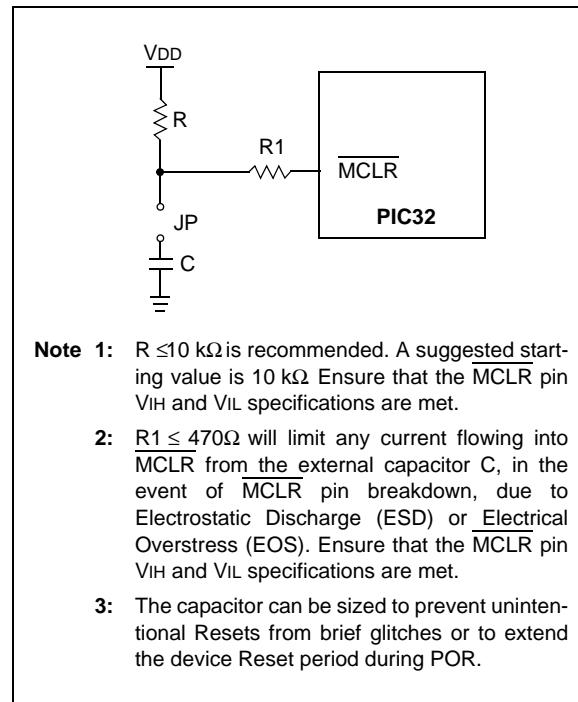 VDD
R
R1
MCLR
PIC32
JP
C
Note 1: R ≤10 kΩ is recommended. A suggested start-
ing value is 10 kΩ Ensure that the MCLR pin
VIH and VIL specifications are met.
2: R1 ≤ 470Ω will limit any current flowing into
MCLR from the external capacitor C, in the
event of MCLR pin breakdown, due to
Electrostatic Discharge (ESD) or Electrical
Overstress (EOS). Ensure that the MCLR pin
VIH and VIL specifications are met.
3: The capacitor can be sized to prevent uninten-
tional Resets from brief glitches or to extend
the device Reset period during POR.